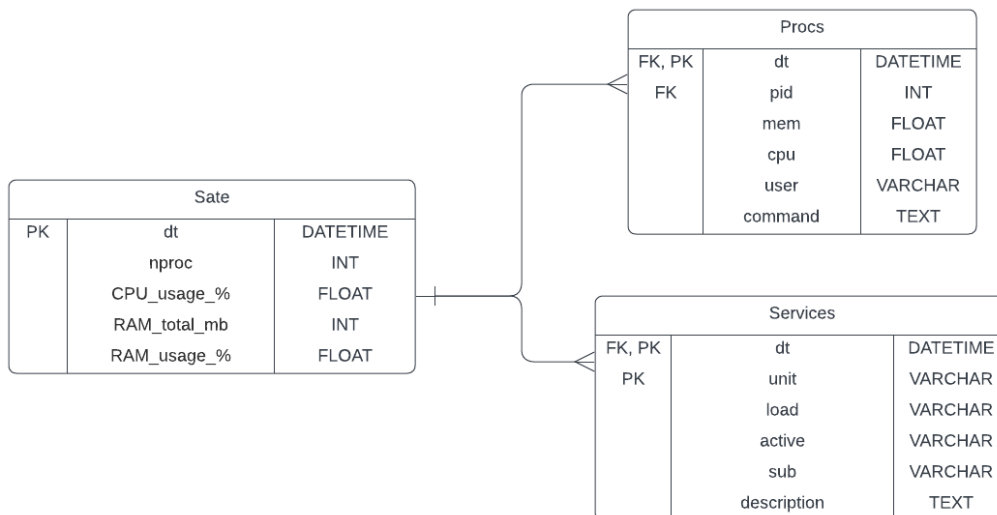 Procs
FK, PK dt DATETIME
FK pid INT
mem FLOAT
cpu FLOAT
user VARCHAR
command TEXT
Sate
PK dt DATETIME
nproc INT
CPU_usage_% FLOAT
RAM_total_mb INT
RAM_usage_% FLOAT
Services
FK, PK dt DATETIME
PK unit VARCHAR
load VARCHAR
active VARCHAR
sub VARCHAR
description TEXT